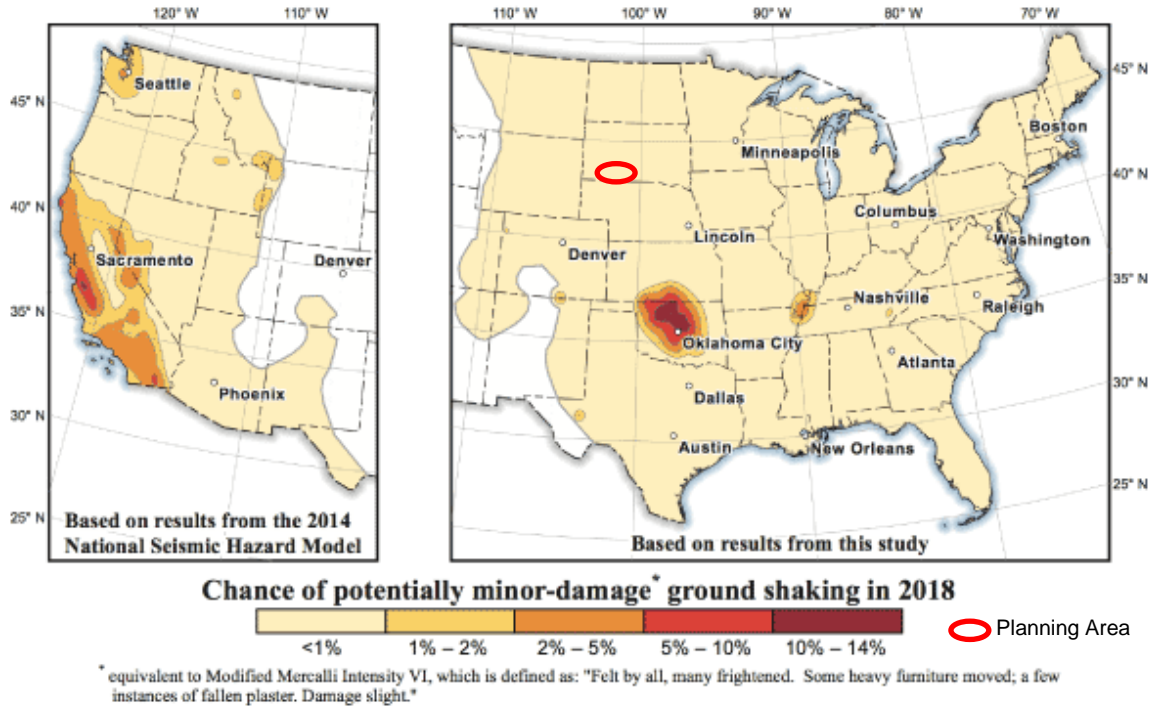 120° W
110° W
100° W
90° W
80° W
70° W
45° N
40° N
35° N
30° N
25° N
Seattle
Sacramento
Denver
Phoenix
Based on results from the 2014
National Seismic Hazard Model
110° W
100° W
90° W
80° W
70° W
45° N
40° N
35° N
30° N
25° N
Boston
Minneapolis
Columbus
Washington
Lincoln
Denver
Nashville
Raleigh
Oklahoma City
Atlanta
Dallas
Austin
New Orleans
Based on results from this study
Chance of potentially minor-damage* ground shaking in 2018
<1%
1% – 2%
2% – 5%
5% – 10%
10% – 14%
Planning Area
* equivalent to Modified Mercalli Intensity VI, which is defined as: "Felt by all, many frightened. Some heavy furniture moved; a few
instances of fallen plaster. Damage slight."